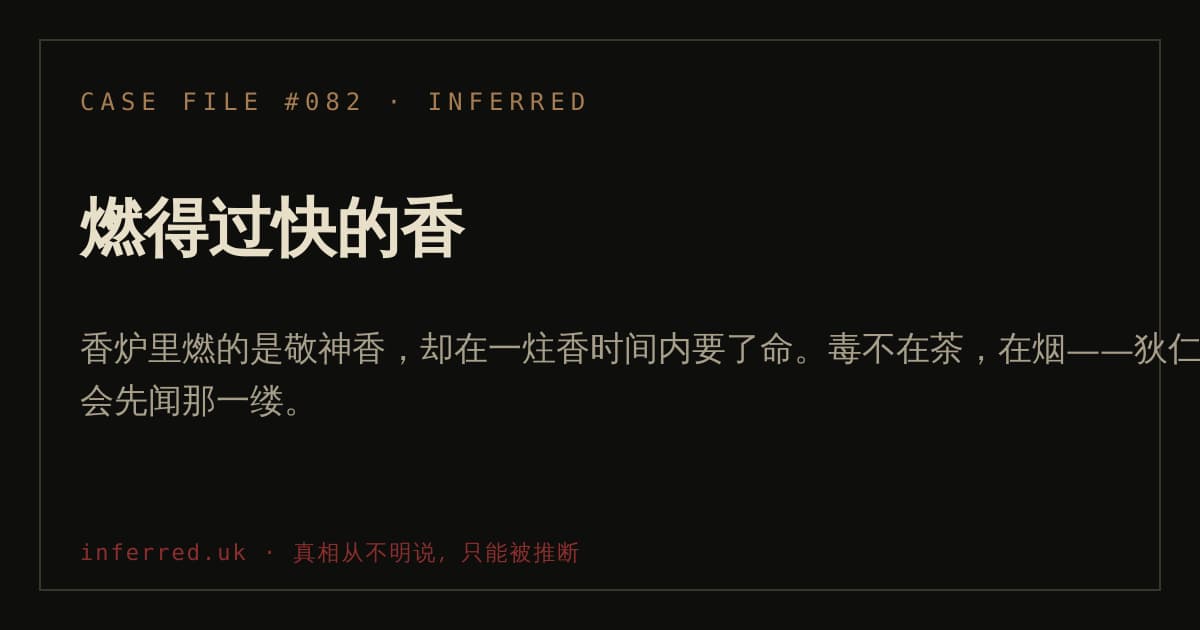 CASE FILE #082 · INFERRED
燃得过快的香
香炉里燃的是敬神香，却在一炷香时间内要了命。毒不在茶，在烟——狄仁
会先闻那一缕。
inferred.uk · 真相从不明说，只能被推断